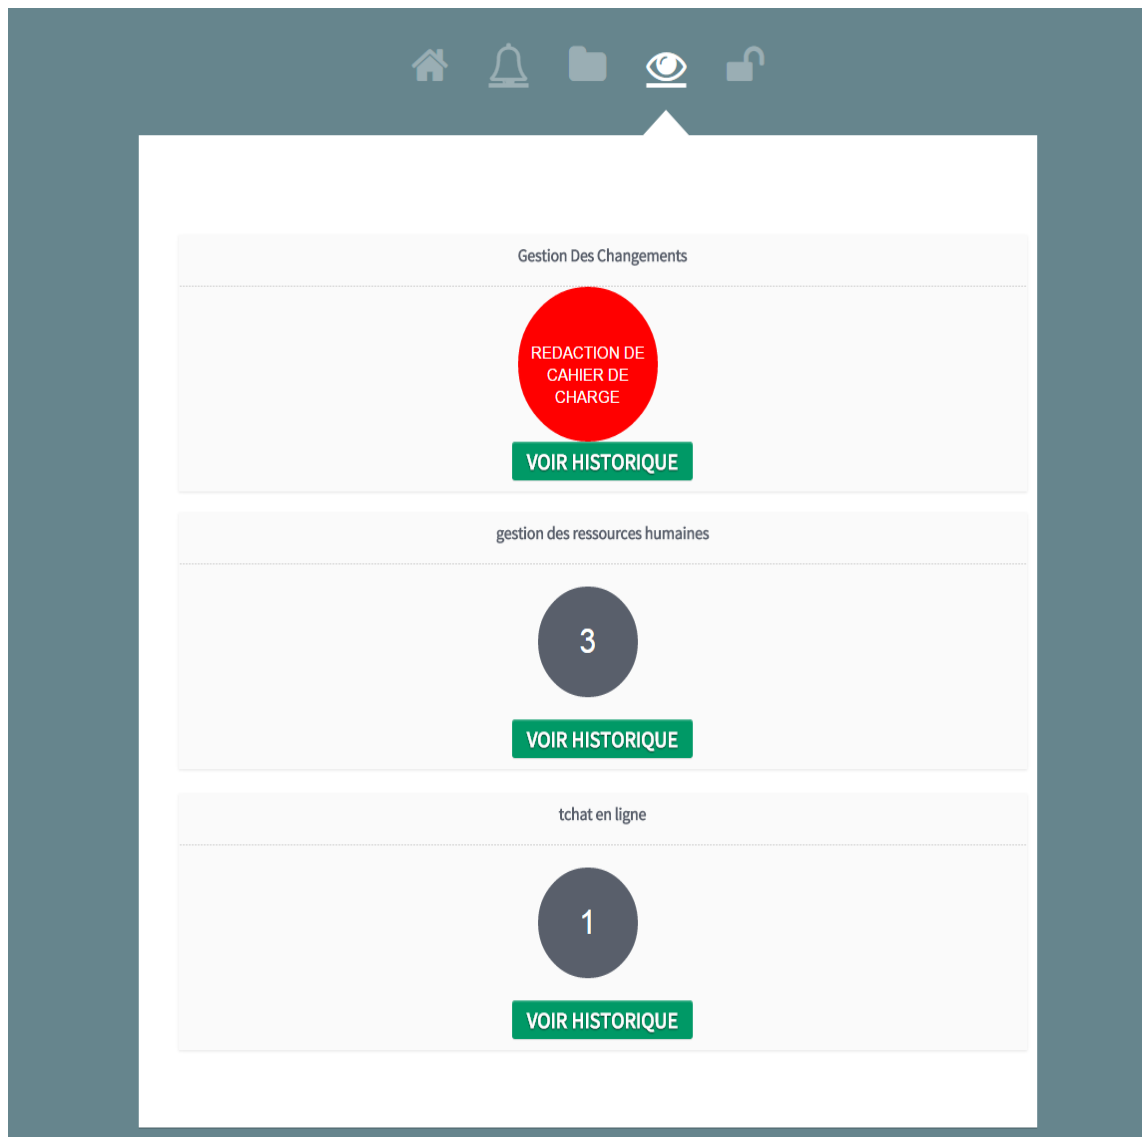 Gestion Des Changements
REDACTION DE
CAHIER DE
CHARGE
VOIR HISTORIQUE
gestion des ressources humaines
3
VOIR HISTORIQUE
tchat en ligne
1
VOIR HISTORIQUE